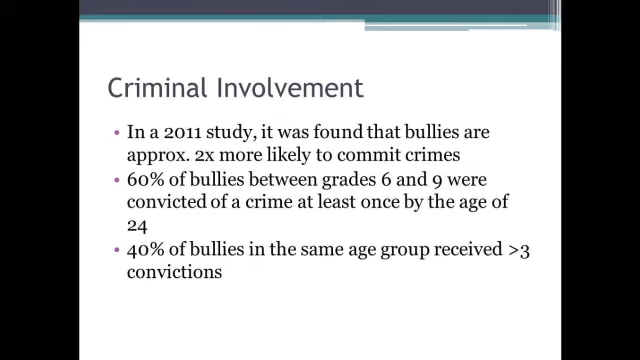 Criminal Involvement
• In a 2011 study, it was found that bullies are
approx. 2x more likely to commit crimes
• 60% of bullies between grades 6 and 9 were
convicted of a crime at least once by the age of
24
• 40% of bullies in the same age group received >3
convictions